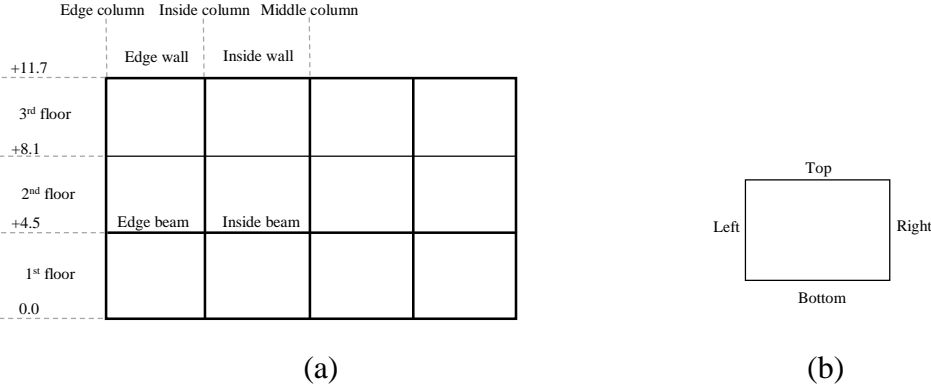 Edge column Inside column Middle column
Edge wall Inside wall
+11.7
3rd floor
+8.1
2nd floor
+4.5
Edge beam Inside beam
1st floor
0.0
(a)
Top
Left
Right
Bottom
(b)